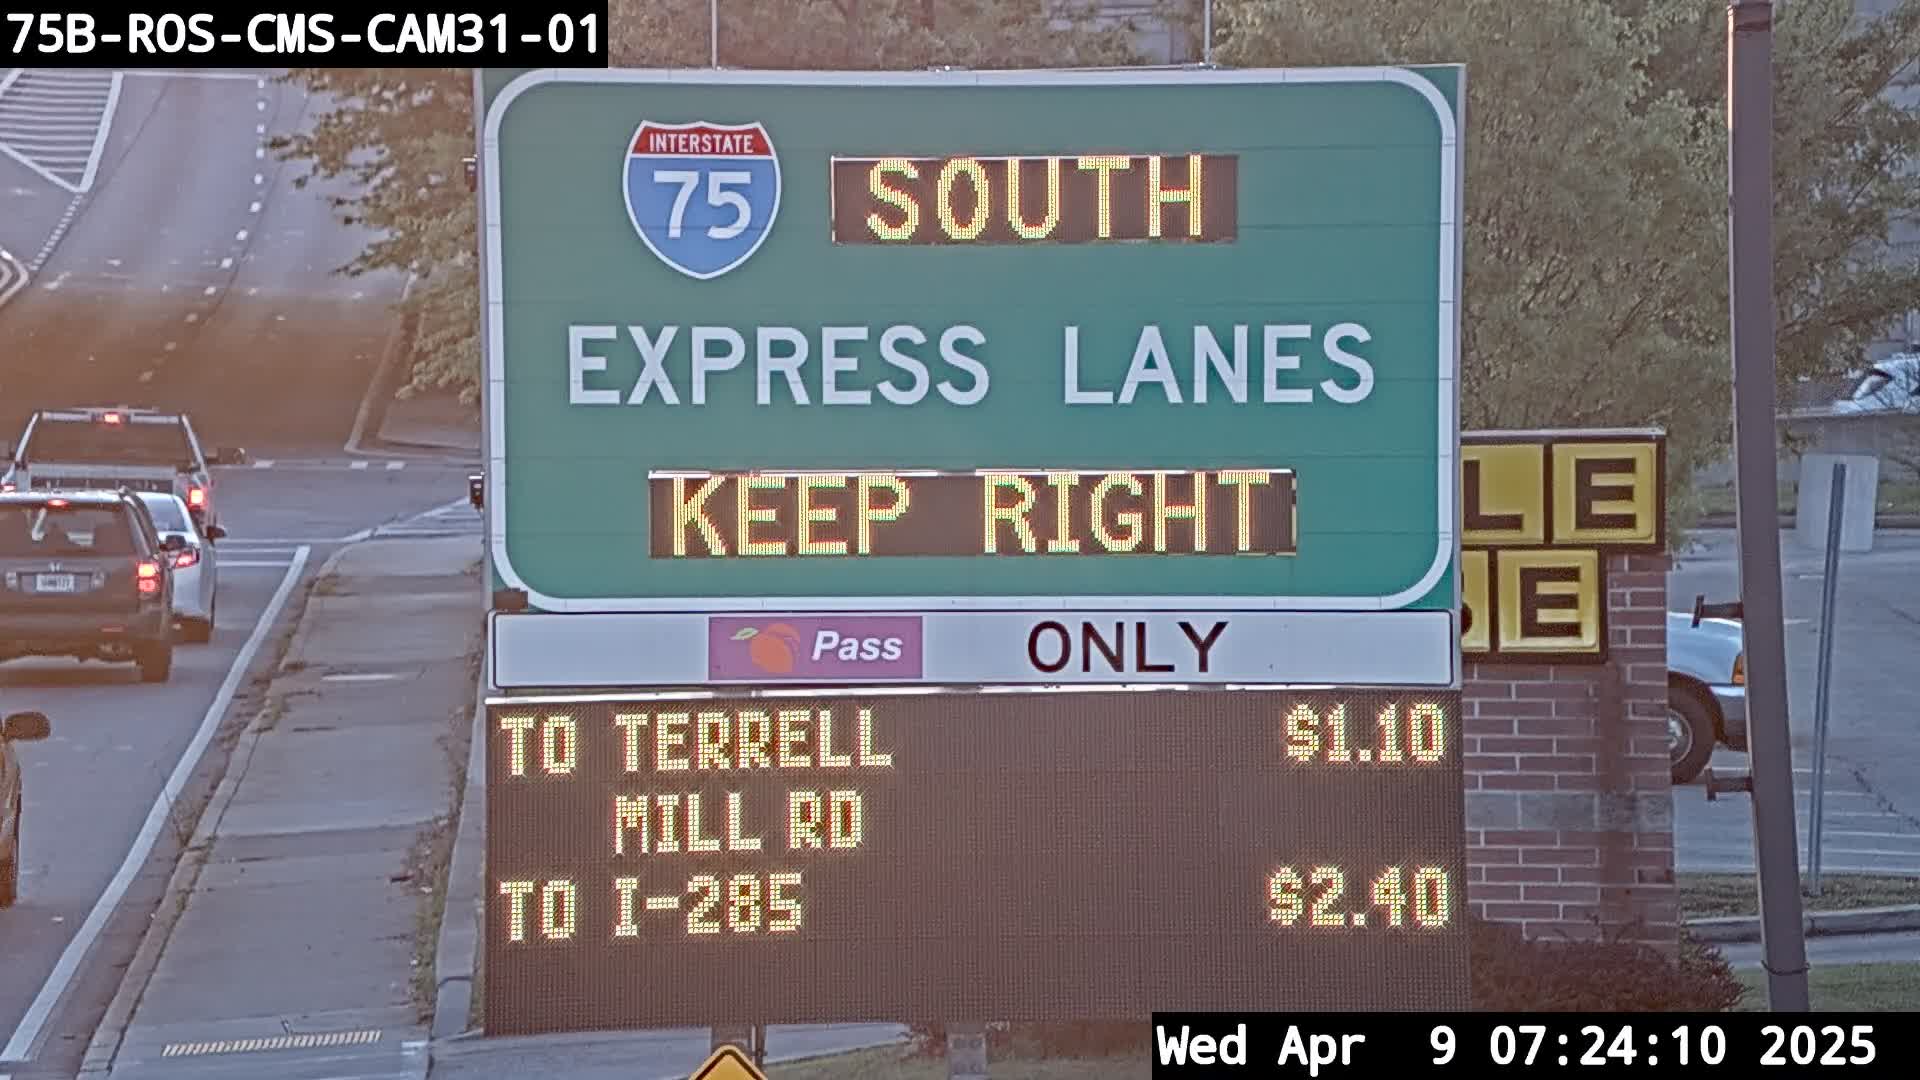 75B-ROS-CMS-CAM31-01
INTERSTATE
75
SOUTH
EXPRESS LANES
KEEP RIGHT
Pass ONLY
TO TERRELL $1.10
MILL RD
TO I-285 $2.40
LE
E
Wed Apr 9 07:24:10 2025